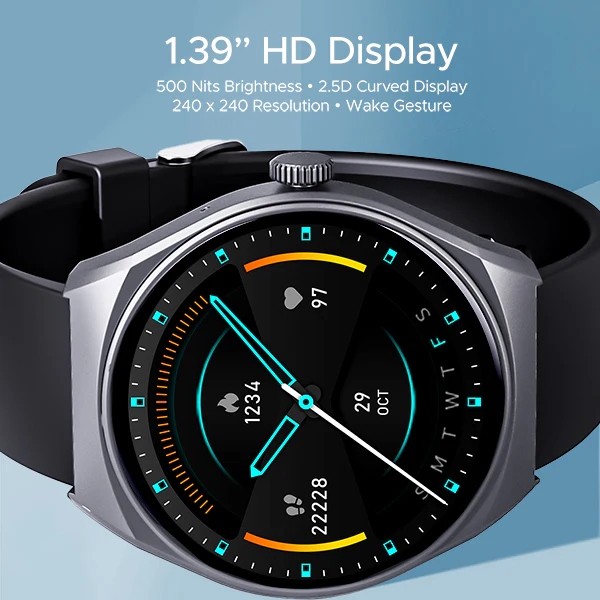 1.39” HD Display
500 Nits Brightness • 2.5D Curved Display
240 x 240 Resolution • Wake Gesture
97
1234
29
OCT
S M T W T F S
22228